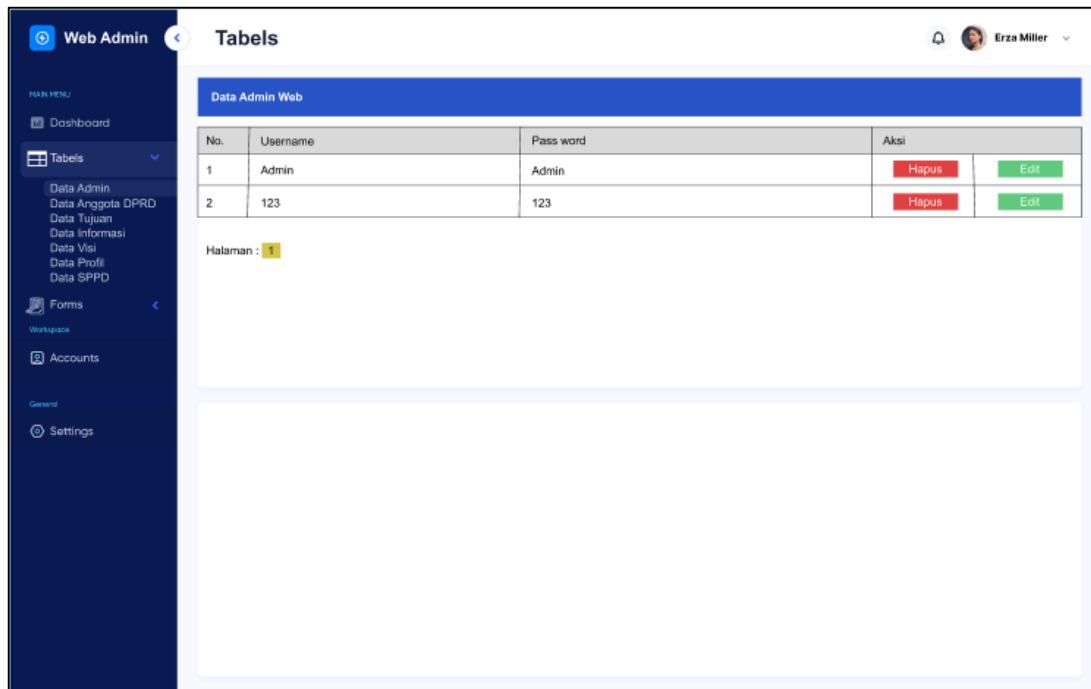 Web Admin
Tabels
Erza Miller
MAIN MENU
Dashboard
Tabels
Data Admin
Data Anggota DPRD
Data Tujuan
Data Informasi
Data Visi
Data Profil
Data SPPD
Forms
Workspace
Accounts
General
Settings
Data Admin Web
No. Username Pass word Aksi
1 Admin Admin Hapus Edit
2 123 123 Hapus Edit
Halaman : 1